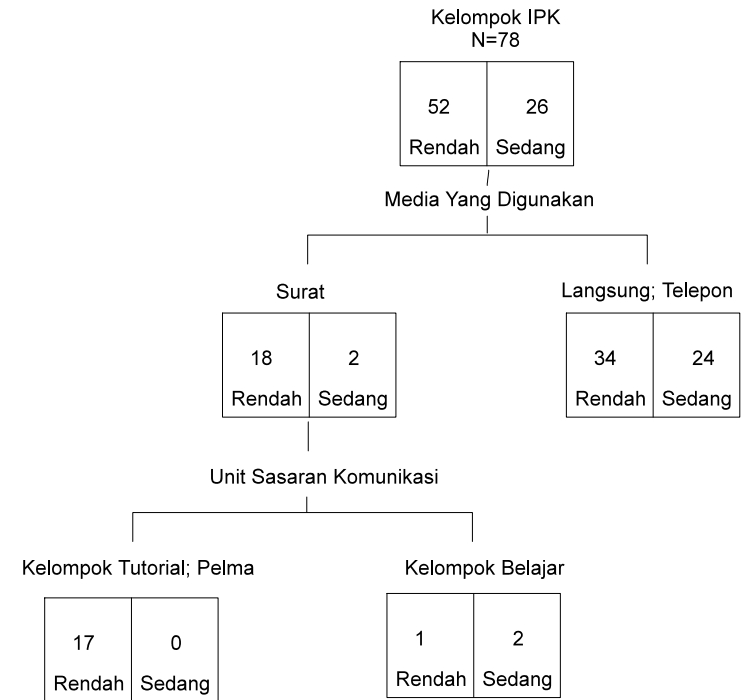 Kelompok IPK
N=78
52 26
Rendah Sedang
Media Yang Digunakan
Surat
18 2
Rendah Sedang
Langsung; Telepon
34 24
Rendah Sedang
Unit Sasaran Komunikasi
Kelompok Tutorial; Pelma
17 0
Rendah Sedang
Kelompok Belajar
1 2
Rendah Sedang